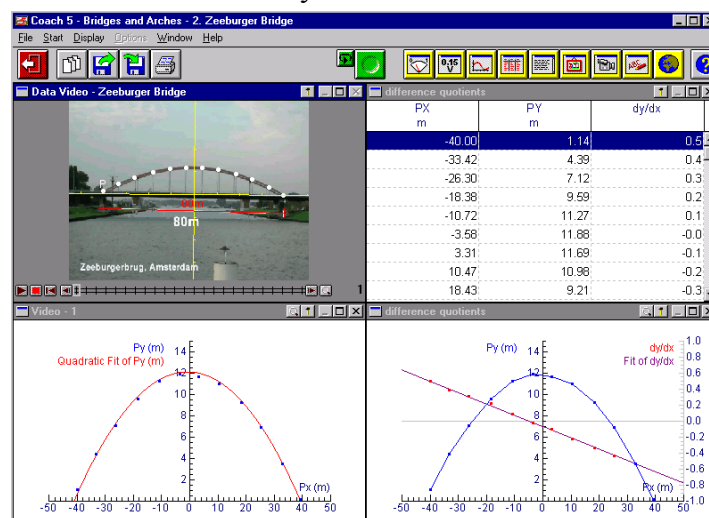 Coach 5 - Bridges and Arches - 2. Zeeburger Bridge
File Start Display Options Window Help
0,15
Data Video - Zeeburger Bridge
P
80m
80m
Zeeburgerbrug. Amsterdam
1
difference quotients
PX PY dy/dx
m m
-40.00 1.14 0.5
-33.42 4.39 0.4
-26.30 7.12 0.3
-18.38 9.59 0.2
-10.72 11.27 0.1
-3.58 11.88 -0.0
3.31 11.69 -0.1
10.47 10.98 -0.2
18.43 9.21 -0.3
Video - 1
Py (m)
Quadratic Fit of Py (m)
14
12
10
8
6
4
2
Px (m)
-50 -40 -30 -20 -10 0 10 20 30 40 50
difference quotients
Py (m)
dy/dx
Fit of dy/dx
14
12
10
8
6
4
2
1.0
0.8
0.6
0.4
0.2
0.0
-0.2
-0.4
-0.6
-0.8
-1.0
Px (m)
-50 -40 -30 -20 -10 0 10 20 30 40 50